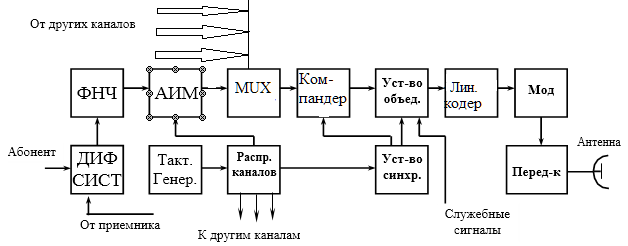 От других каналов
ФНЧ
АИМ
MUX
Ком-
пандер
Уст-во
объед.
Лин.
кодер
Мод
Абонент
ДИФ
СИСТ
Такт.
Генер.
Распр.
каналов
Уст-во
синхр.
Перед-к
Антенна
От приемника
К другим каналам
Служебные
сигналы